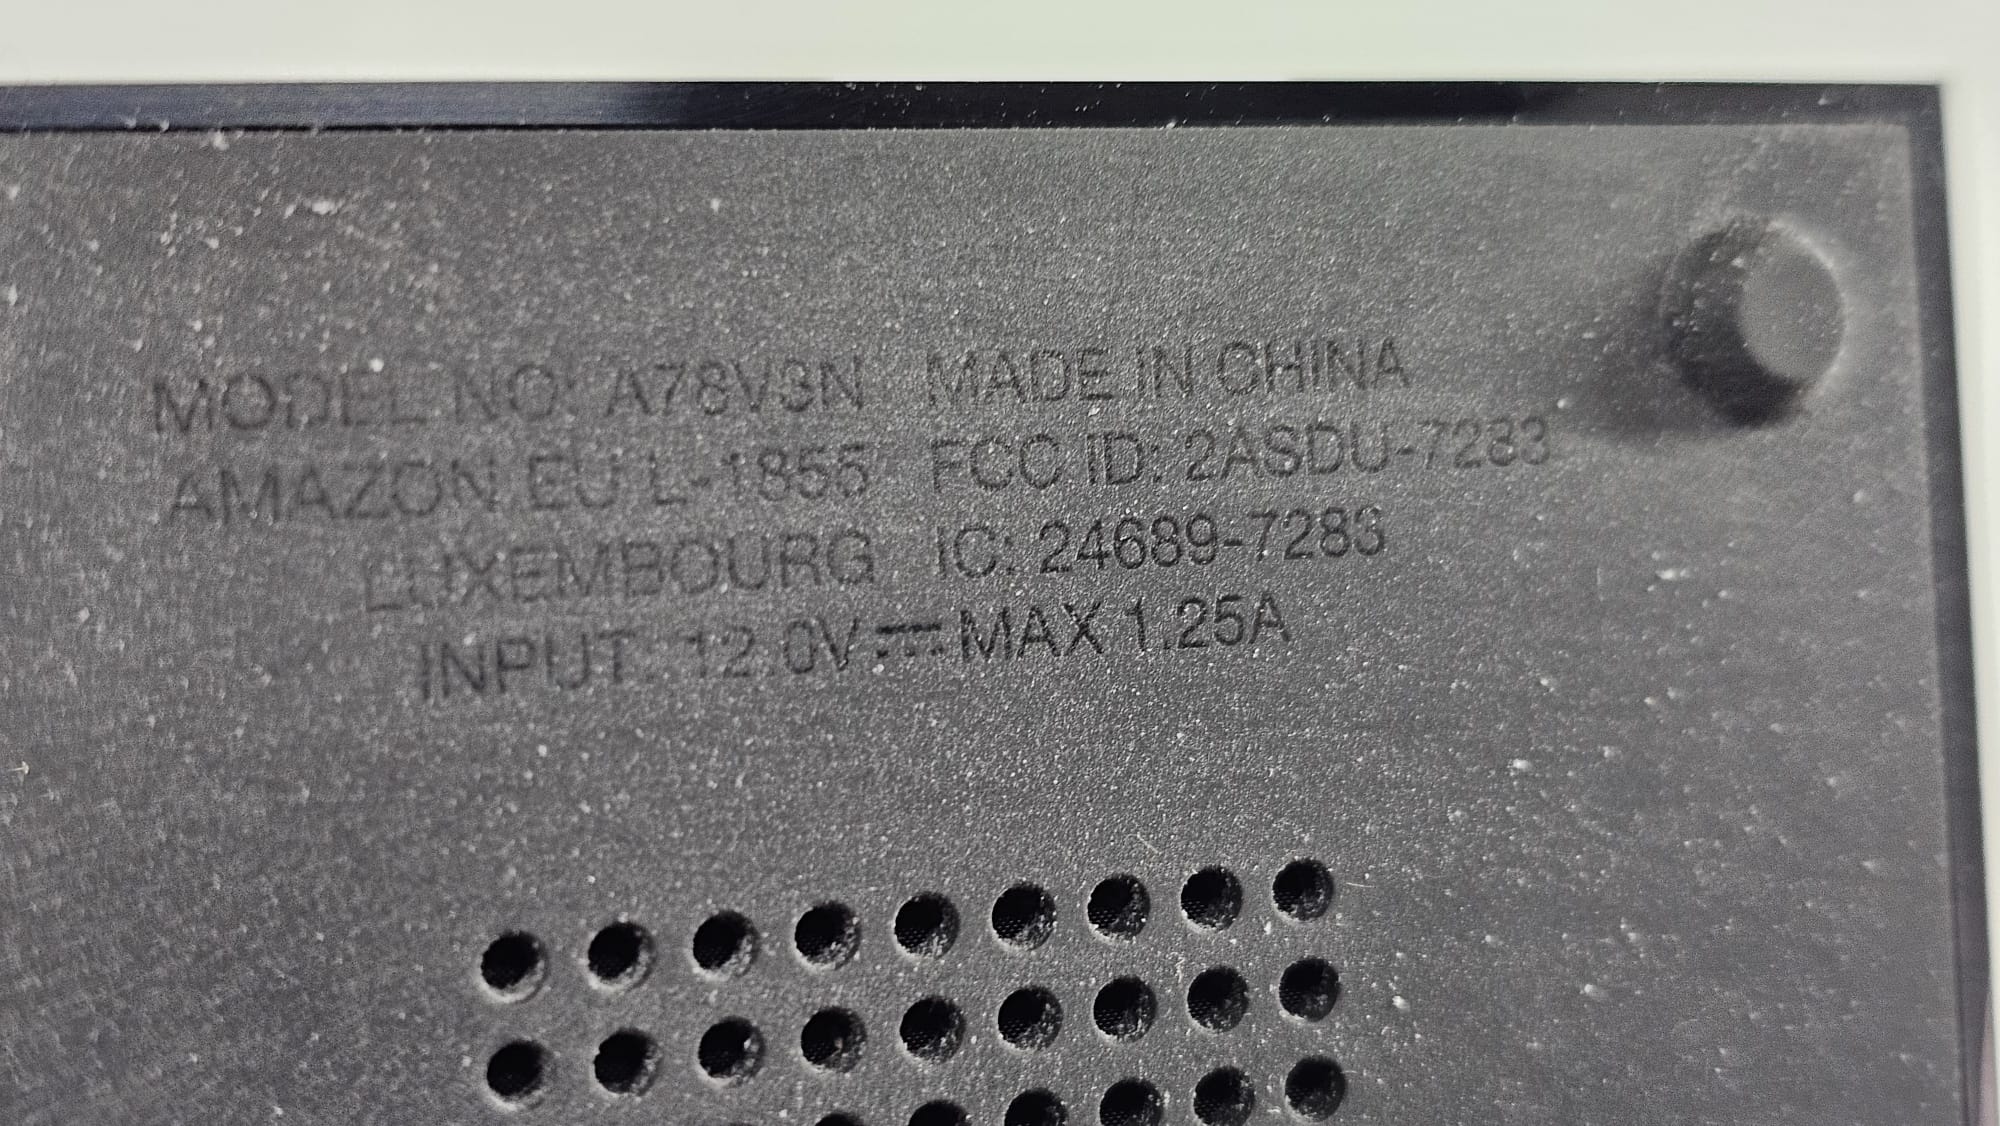 MODEL NO: A78V3N MADE IN CHINA
AMAZON EU L-1855 FCC ID: 2ASDU-7283
LUXEMBOURG IC: 24689-7283
INPUT: 12.0V ⎓ MAX 1.25A